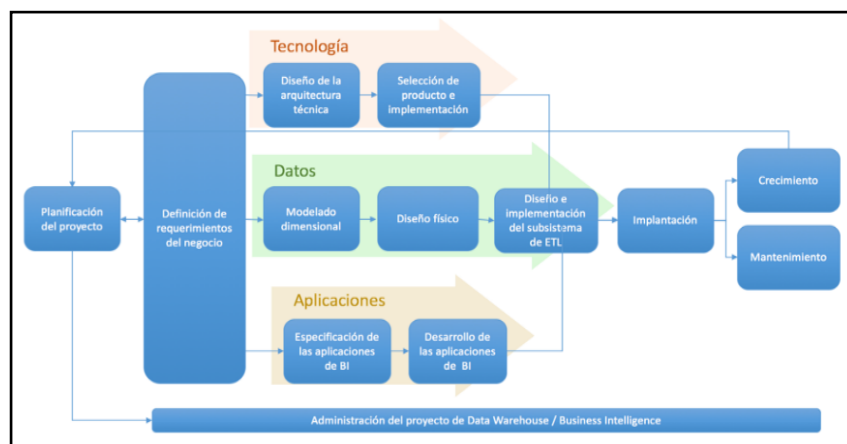 Tecnología
Diseño de la
arquitectura
técnica
Selección de
producto e
implementación
Planificación
del proyecto
Definición de
requerimientos
del negocio
Datos
Modelado
dimensional
Diseño físico
Diseño e
implementación
del subsistema
de ETL
Implantación
Crecimiento
Mantenimiento
Aplicaciones
Especificación de
las aplicaciones
de BI
Desarrollo de
las aplicaciones
de BI
Administración del proyecto de Data Warehouse / Business Intelligence